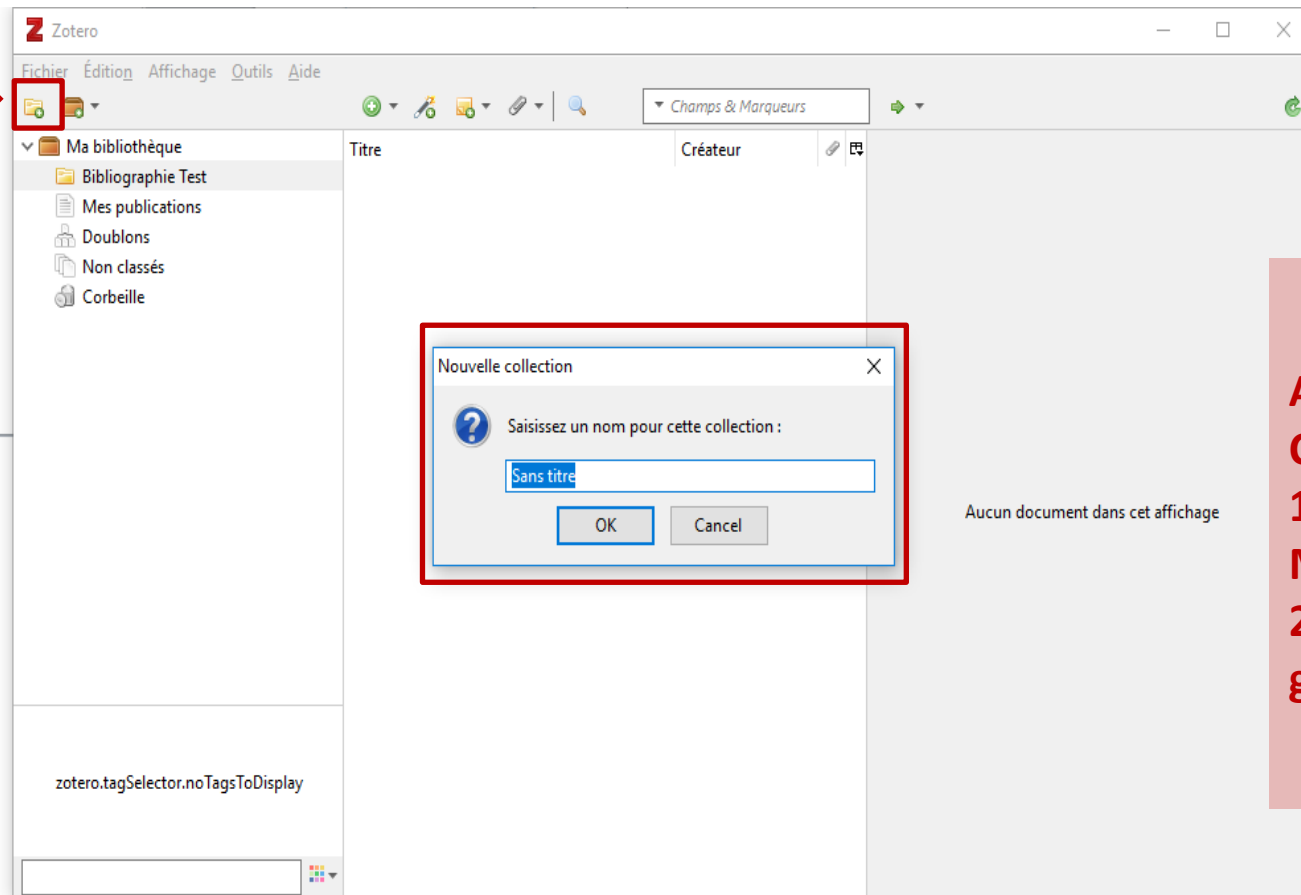 Zotero
Fichier Édition Affichage Outils Aide
Champs & Marqueurs
Ma bibliothèque
Bibliographie Test
Mes publications
Doublons
Non classés
Corbeille
Titre Créateur
Nouvelle collection
Saisissez un nom pour cette collection :
Sans titre
OK Cancel
Aucun document dans cet affichage
zotero.tagSelector.noTagsToDisplay